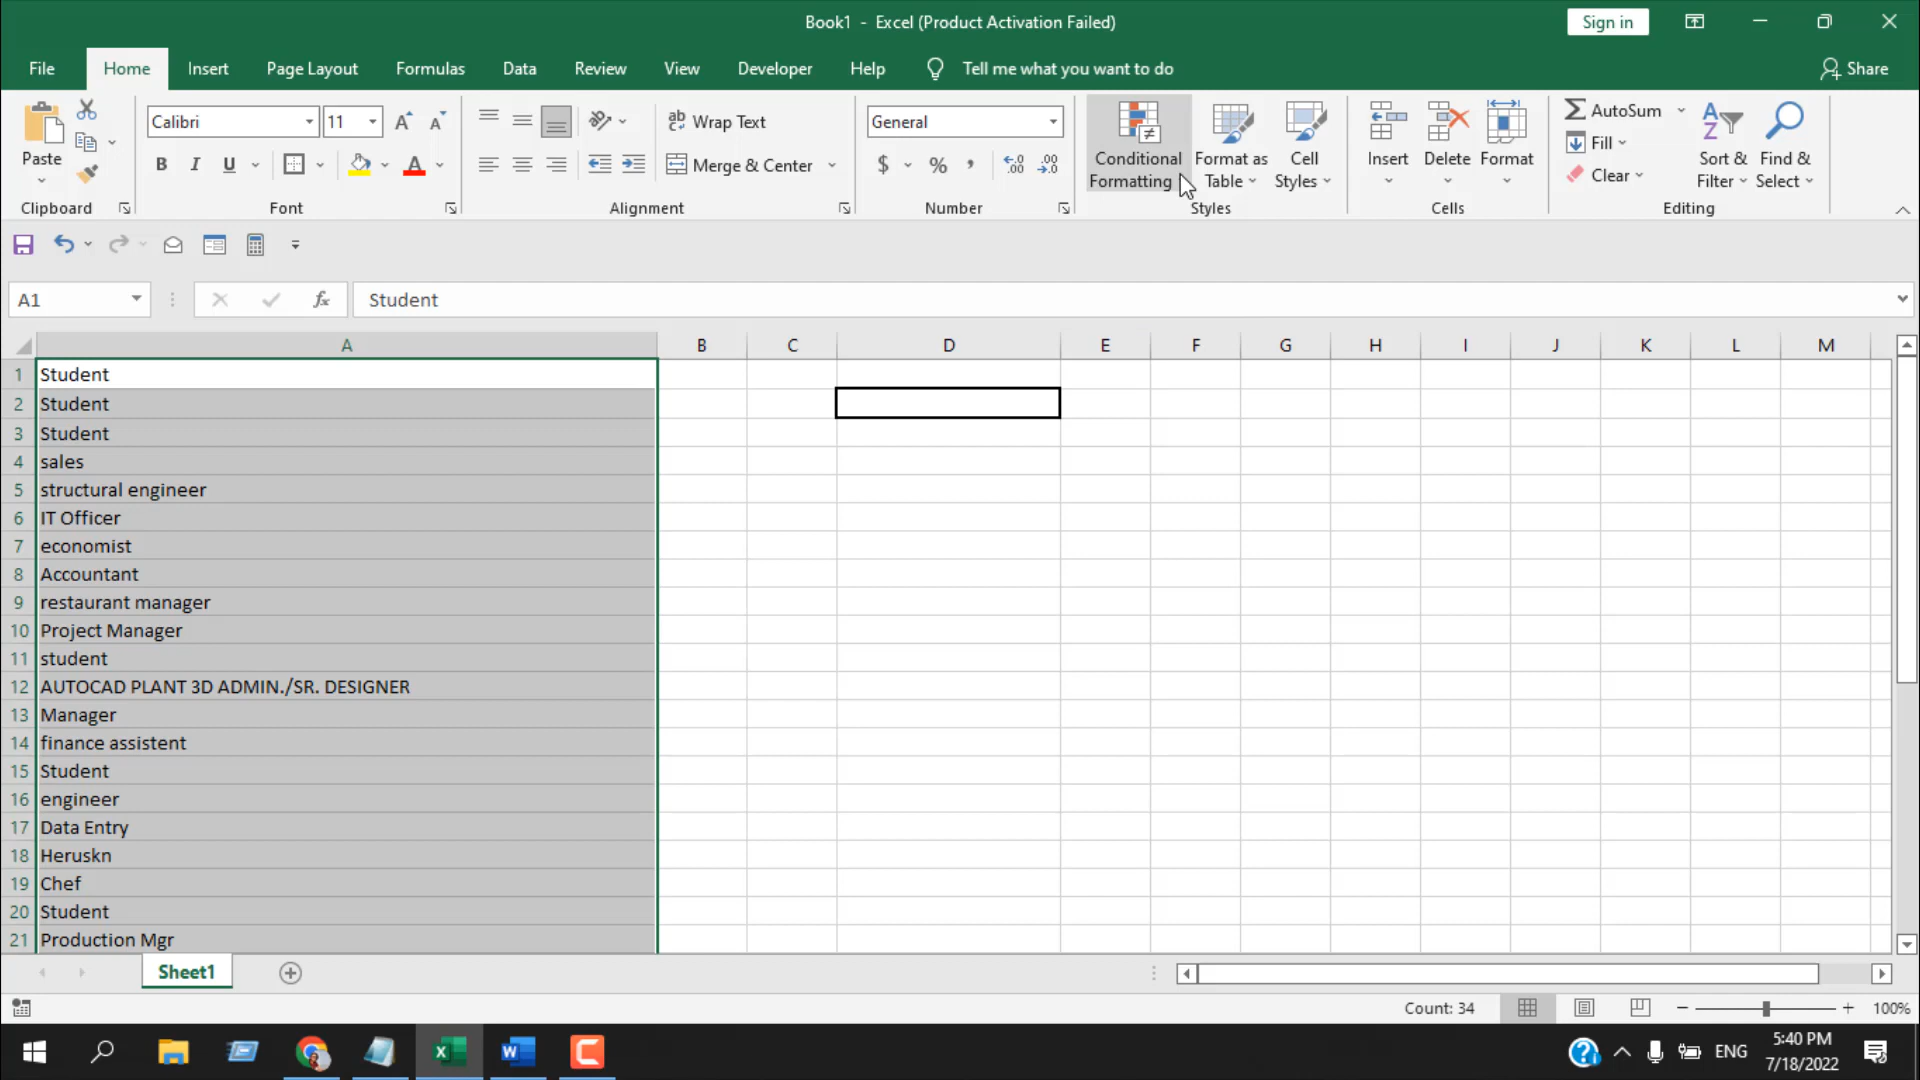 Book1 - Excel (Product Activation Failed)
Sign in
File
Home
Insert
Page Layout
Formulas
Data
Review
View
Developer
Help
Tell me what you want to do
Share
Paste
Clipboard
Calibri
11
B I U
Font
Wrap Text
Merge & Center
Alignment
General
$ % ,
Number
Conditional
Formatting
Format as
Table
Cell
Styles
Styles
Insert
Delete
Format
Cells
AutoSum
Fill
Clear
Sort &
Filter
Find &
Select
Editing
A1
fx
Student
A B C D E F G H I J K L M
1 Student
2 Student
3 Student
4 sales
5 structural engineer
6 IT Officer
7 economist
8 Accountant
9 restaurant manager
10 Project Manager
11 student
12 AUTOCAD PLANT 3D ADMIN./SR. DESIGNER
13 Manager
14 finance assistent
15 Student
16 engineer
17 Data Entry
18 Heruskn
19 Chef
20 Student
21 Production Mgr
Sheet1
Count: 34
100%
ENG
5:40 PM
7/18/2022